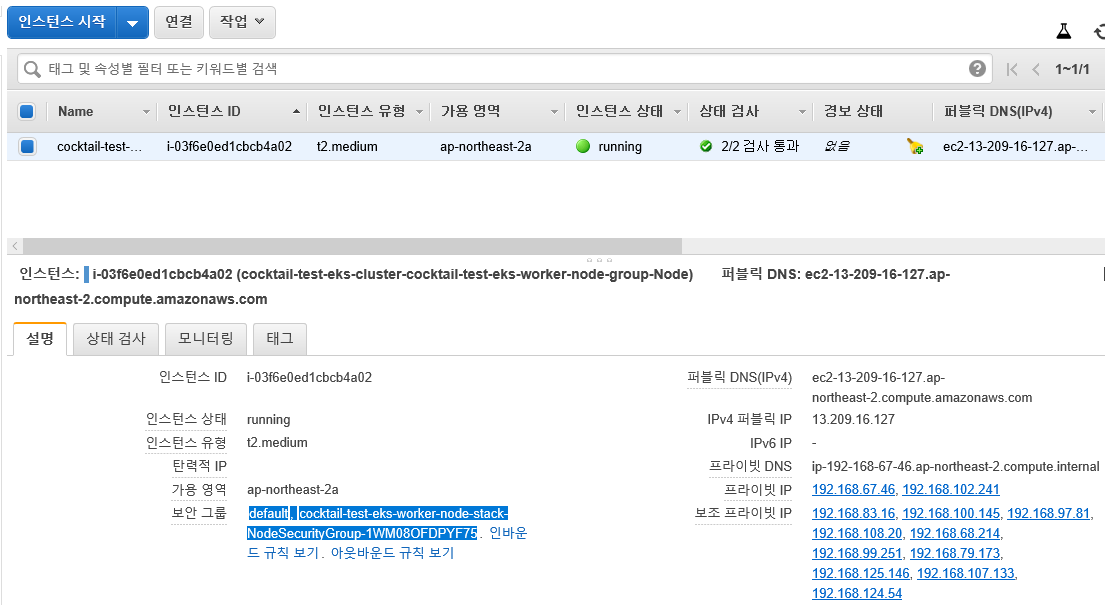 인스턴스 시작 연결 작업
태그 및 속성별 필터 또는 키워드별 검색 1~1/1
Name 인스턴스 ID 인스턴스 유형 가용 영역 인스턴스 상태 상태 검사 경보 상태 퍼블릭 DNS(IPv4)
cocktail-test-... i-03f6e0ed1cbcb4a02 t2.medium ap-northeast-2a running 2/2 검사 통과 없음 ec2-13-209-16-127.ap-...
인스턴스: i-03f6e0ed1cbcb4a02 (cocktail-test-eks-cluster-cocktail-test-eks-worker-node-group-Node) 퍼블릭 DNS: ec2-13-209-16-127.ap-
northeast-2.compute.amazonaws.com
설명 상태 검사 모니터링 태그
인스턴스 ID i-03f6e0ed1cbcb4a02
인스턴스 상태 running
인스턴스 유형 t2.medium
탄력적 IP
가용 영역 ap-northeast-2a
보안 그룹 default, cocktail-test-eks-worker-node-stack-
NodeSecurityGroup-1WM08OFDPYF75. 인바운
드 규칙 보기. 아웃바운드 규칙 보기
퍼블릭 DNS(IPv4) ec2-13-209-16-127.ap-
northeast-2.compute.amazonaws.com
IPv4 퍼블릭 IP 13.209.16.127
IPv6 IP -
프라이빗 DNS ip-192-168-67-46.ap-northeast-2.compute.internal
프라이빗 IP 192.168.67.46, 192.168.102.241
보조 프라이빗 IP 192.168.83.16, 192.168.100.145, 192.168.97.81,
192.168.108.20, 192.168.68.214,
192.168.99.251, 192.168.79.173,
192.168.125.146, 192.168.107.133,
192.168.124.54